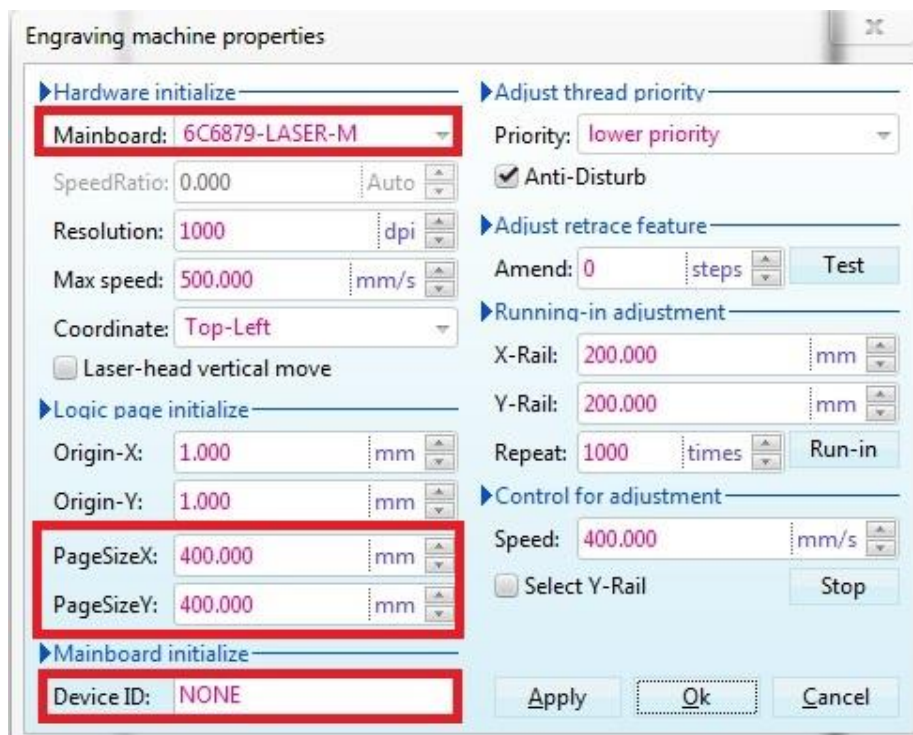 Engraving machine properties
Hardware initialize
Mainboard: 6C6879-LASER-M
SpeedRatio: 0.000 Auto
Resolution: 1000 dpi
Max speed: 500.000 mm/s
Coordinate: Top-Left
Laser-head vertical move
Logic page initialize
Origin-X: 1.000 mm
Origin-Y: 1.000 mm
PageSizeX: 400.000 mm
PageSizeY: 400.000 mm
Mainboard initialize
Device ID: NONE
Adjust thread priority
Priority: lower priority
Anti-Disturb
Adjust retrace feature
Amend: 0 steps Test
Running-in adjustment
X-Rail: 200.000 mm
Y-Rail: 200.000 mm
Repeat: 1000 times Run-in
Control for adjustment
Speed: 400.000 mm/s
Select Y-Rail Stop
Apply Ok Cancel